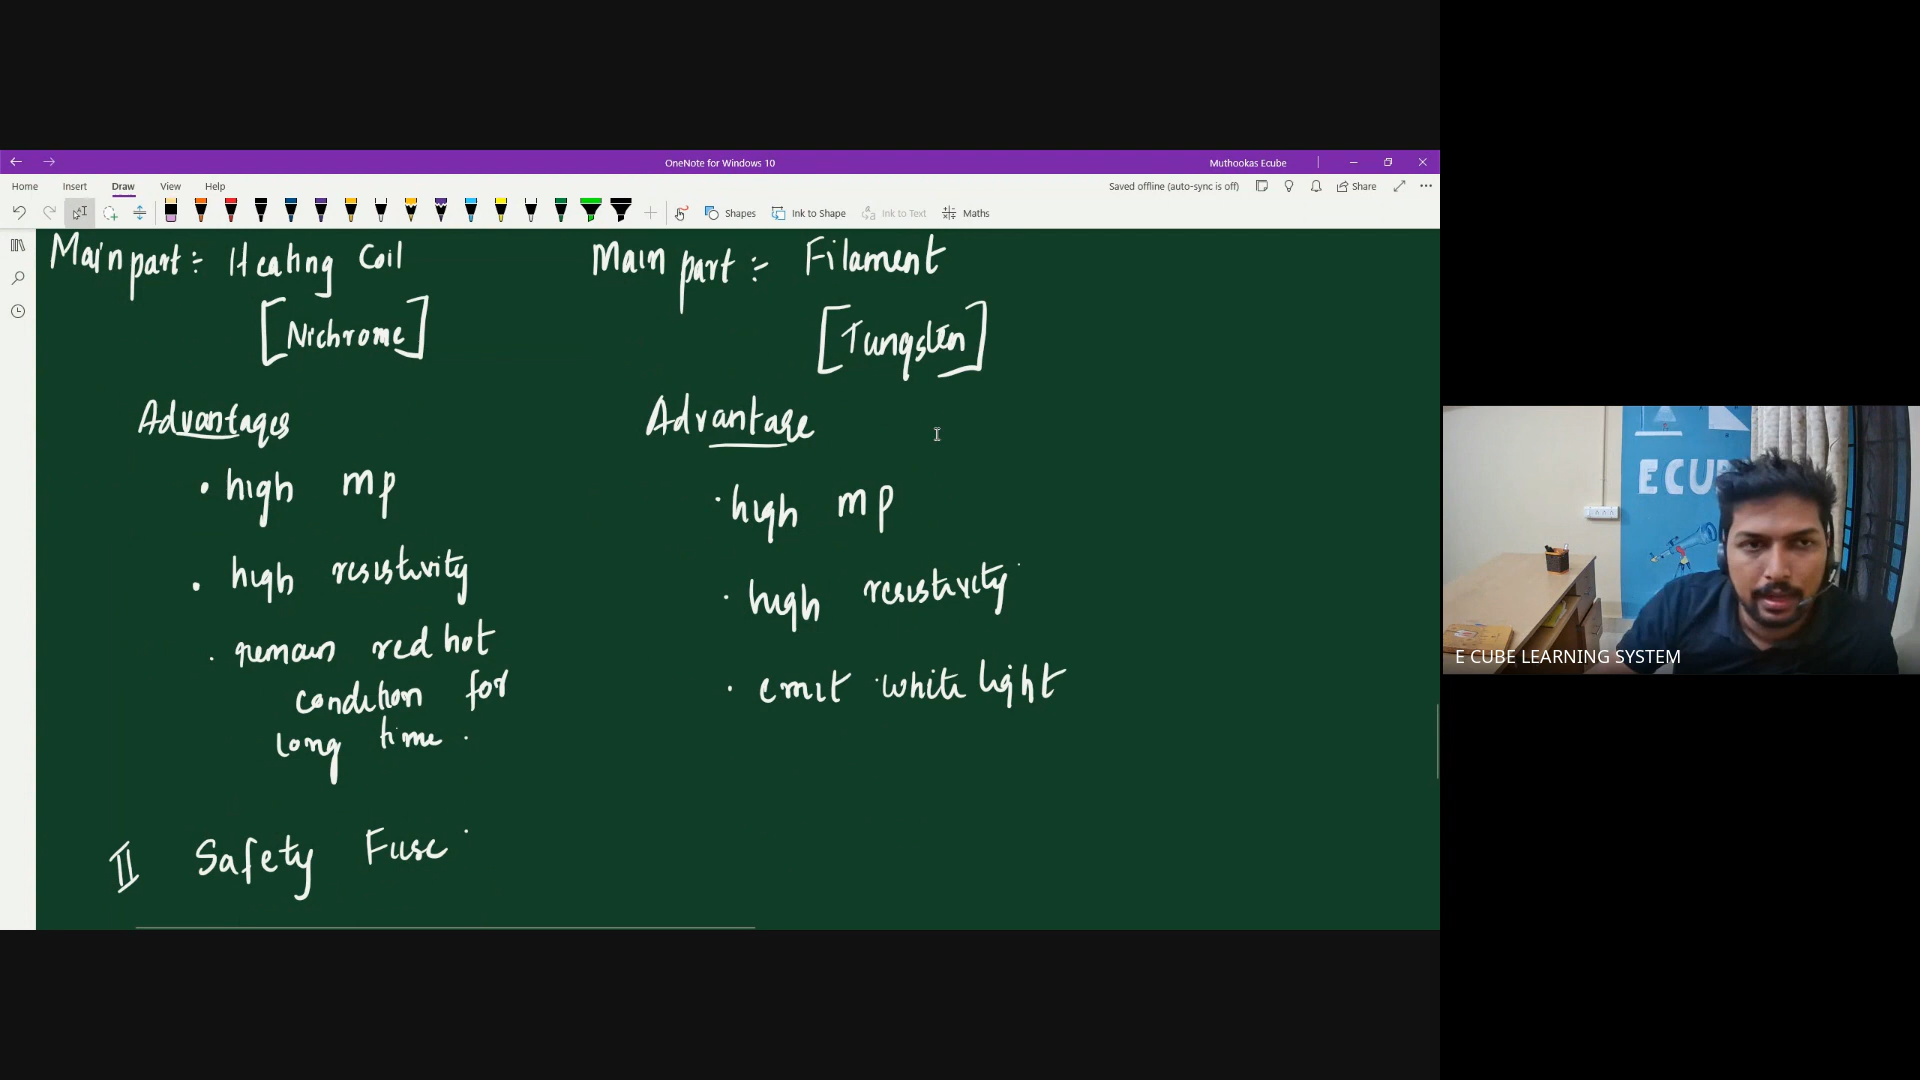 OneNote for Windows 10
Muthookas Ecube
Home Insert Draw View Help
Saved offline (auto-sync is off)
Share
Shapes
Ink to Shape
Ink to Text
Maths
Main part :- Heating Coil
[Nichrome]
Advantages
• high mp
• high resistivity
• remain red hot
condition for
long time .
Main part :- Filament
[Tungsten]
Advantage
• high mp
• high resistivity
• emit white light
II Safety Fuse
E CUBE
E CUBE LEARNING SYSTEM